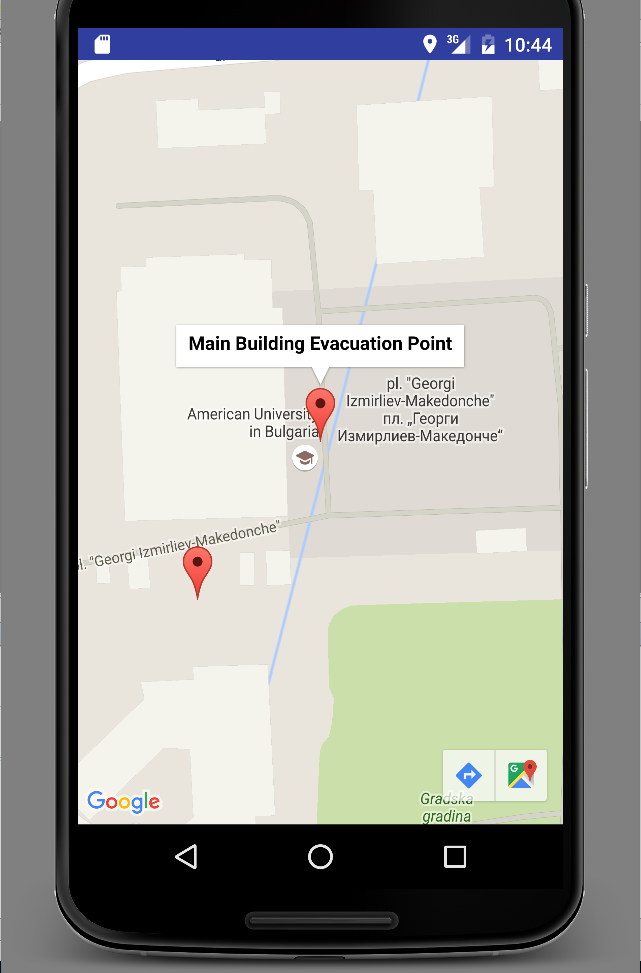 3G
10:44
Main Building Evacuation Point
pl. "Georgi
Izmirliev-Makedonche"
пл. „Георги
Измирлиев-Македонче“
American University
in Bulgaria
pl. "Georgi Izmirliev-Makedonche"
G
Google
Gradska
gradina